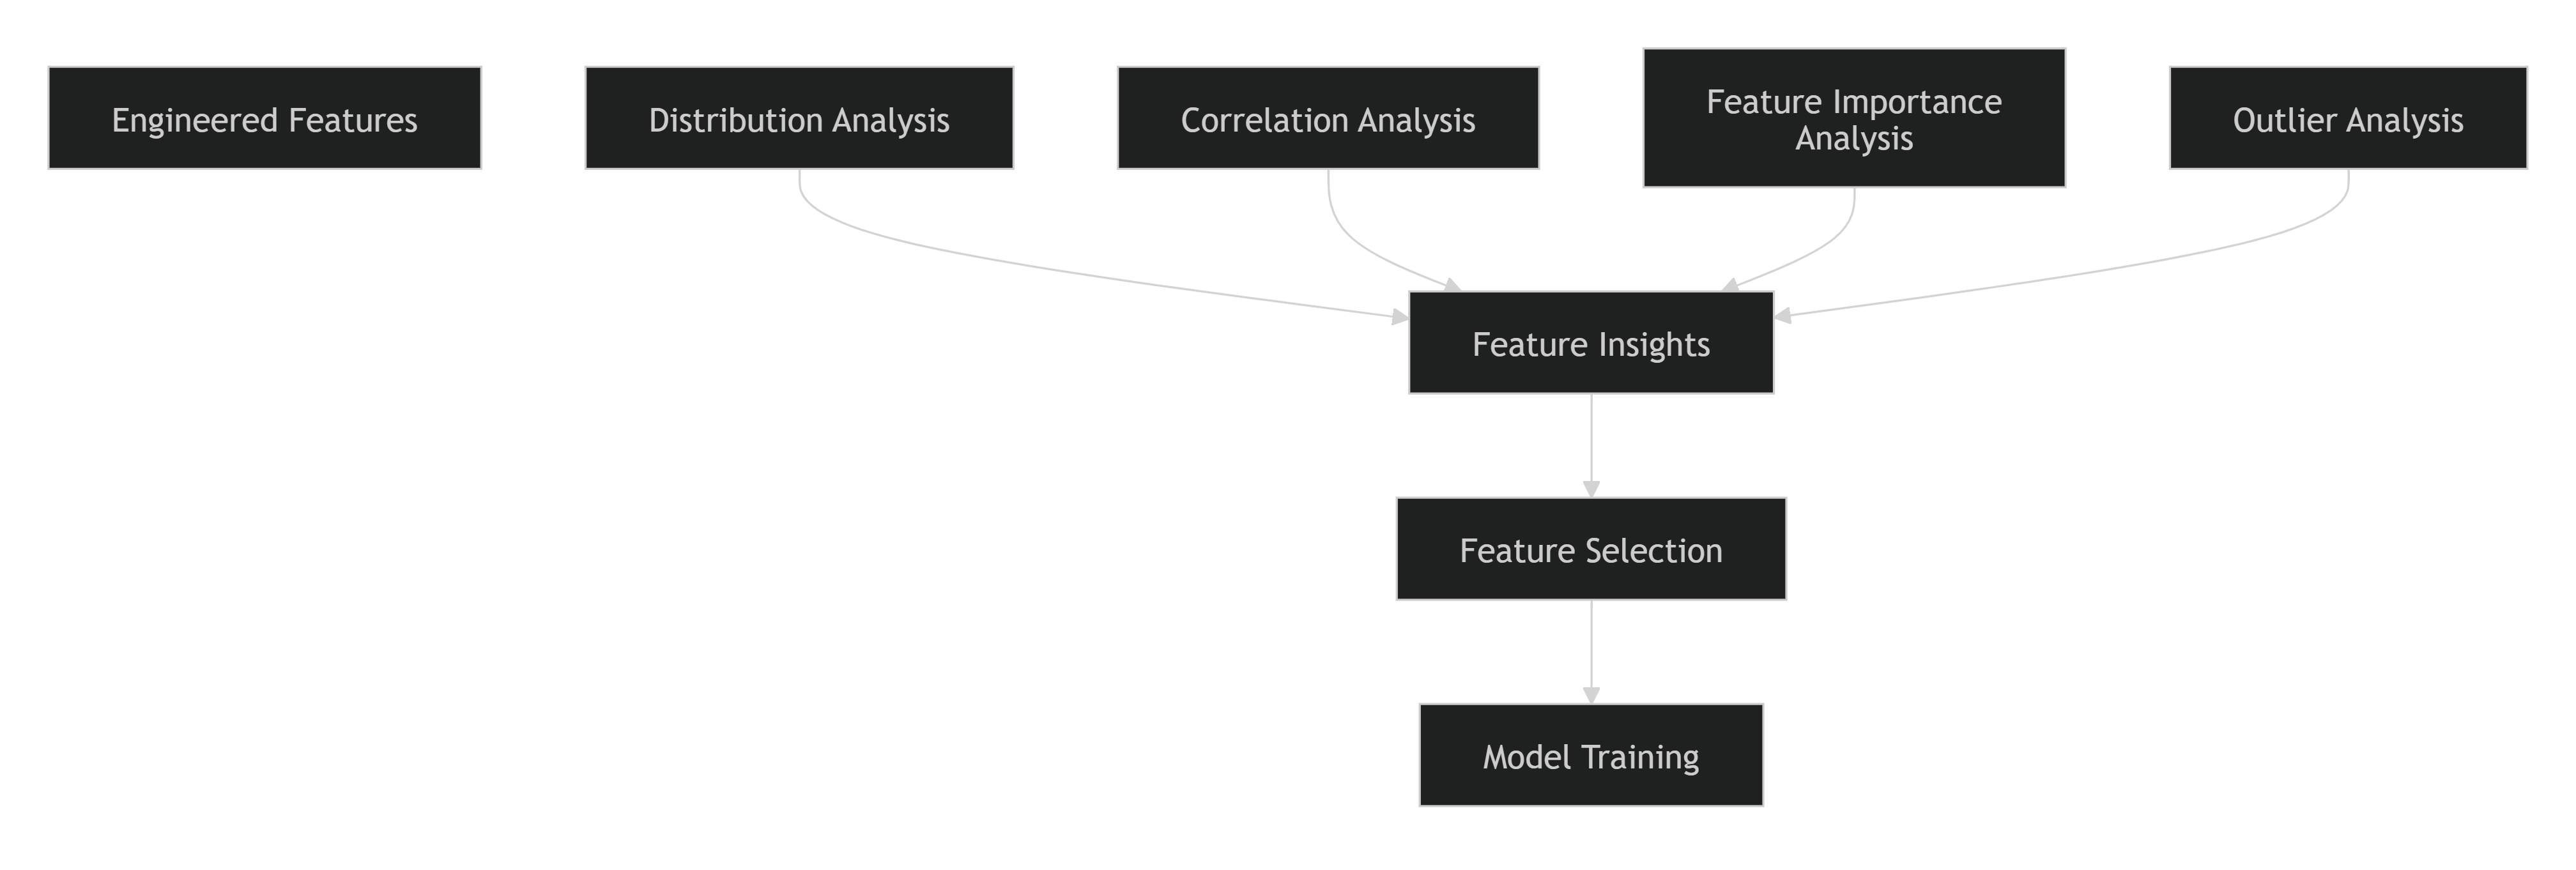 Engineered Features
Distribution Analysis
Correlation Analysis
Feature Importance
Analysis
Outlier Analysis
Feature Insights
Feature Selection
Model Training